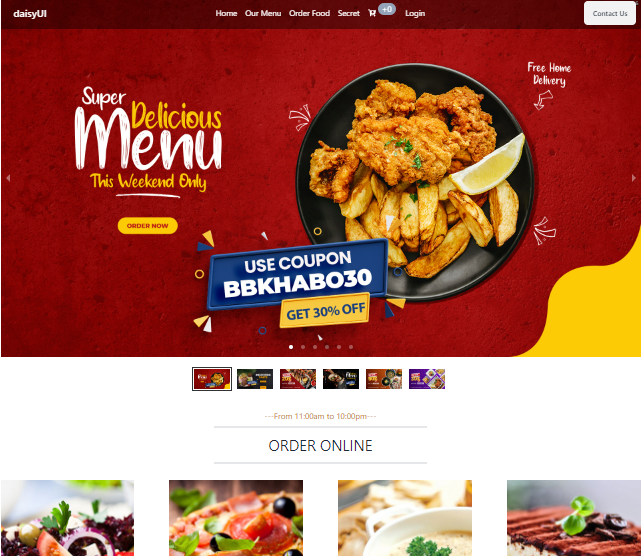 daisyUI
Home Our Menu Order Food Secret +0 Login
Contact Us
Free Home
Delivery
Super
Delicious
Menu
This Weekend Only
ORDER NOW
USE COUPON
BBKHABO30
GET 30% OFF
---From 11:00am to 10:00pm---
ORDER ONLINE